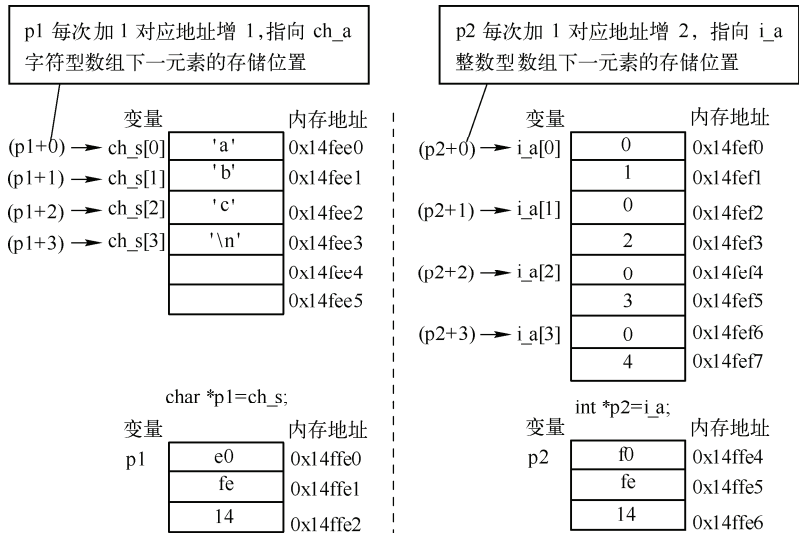 p1 每次加 1 对应地址增 1,指向 ch_a
字符型数组下一元素的存储位置
变量 内存地址
(p1+0) ch_s[0] 'a' 0x14fee0
(p1+1) ch_s[1] 'b' 0x14fee1
(p1+2) ch_s[2] 'c' 0x14fee2
(p1+3) ch_s[3] '\n' 0x14fee3
0x14fee4
0x14fee5
char *p1=ch_s;
变量 内存地址
p1 e0 0x14ffe0
fe 0x14ffe1
14 0x14ffe2
p2 每次加 1 对应地址增 2, 指向 i_a
整数型数组下一元素的存储位置
变量 内存地址
(p2+0) i_a[0] 0 0x14fef0
1 0x14fef1
(p2+1) i_a[1] 0 0x14fef2
2 0x14fef3
(p2+2) i_a[2] 0 0x14fef4
3 0x14fef5
(p2+3) i_a[3] 0 0x14fef6
4 0x14fef7
int *p2=i_a;
变量 内存地址
p2 f0 0x14ffe4
fe 0x14ffe5
14 0x14ffe6